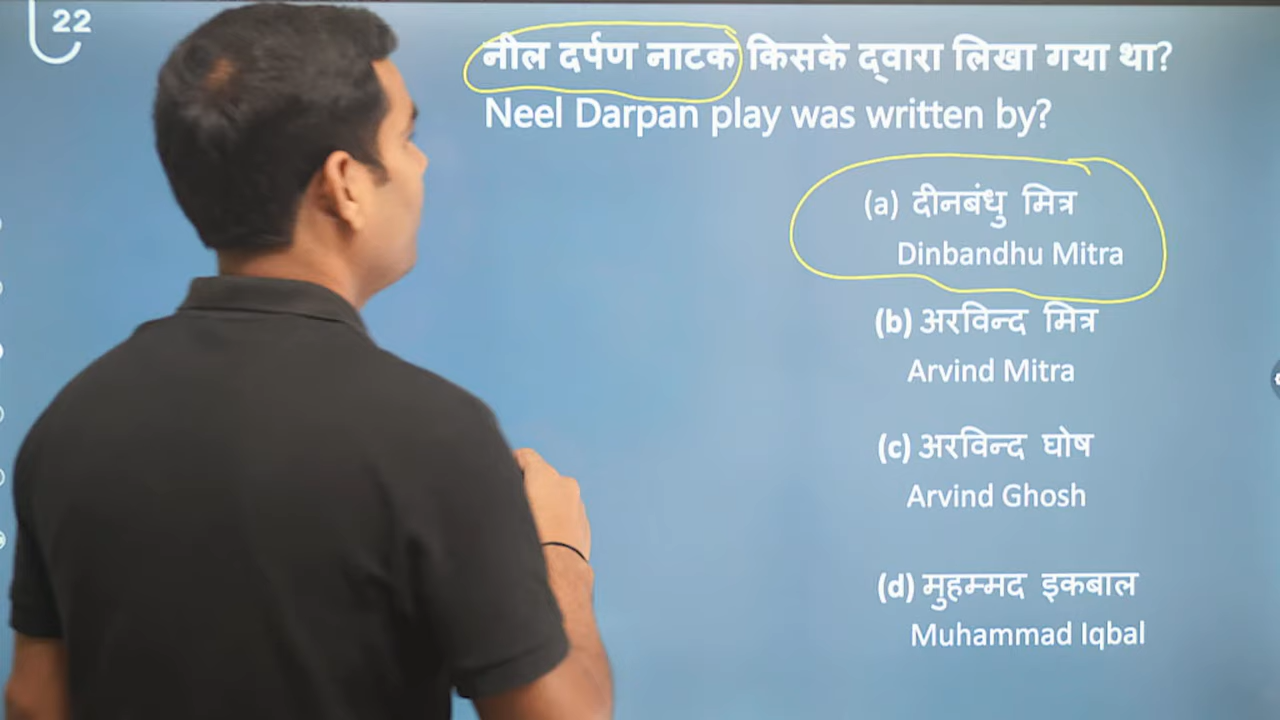 22
नील दर्पण नाटक किसके द्वारा लिखा गया था?
Neel Darpan play was written by?
(a) दीनबंधु मित्र
Dinbandhu Mitra
(b) अरविन्द मित्र
Arvind Mitra
(c) अरविन्द घोष
Arvind Ghosh
(d) मुहम्मद इकबाल
Muhammad Iqbal